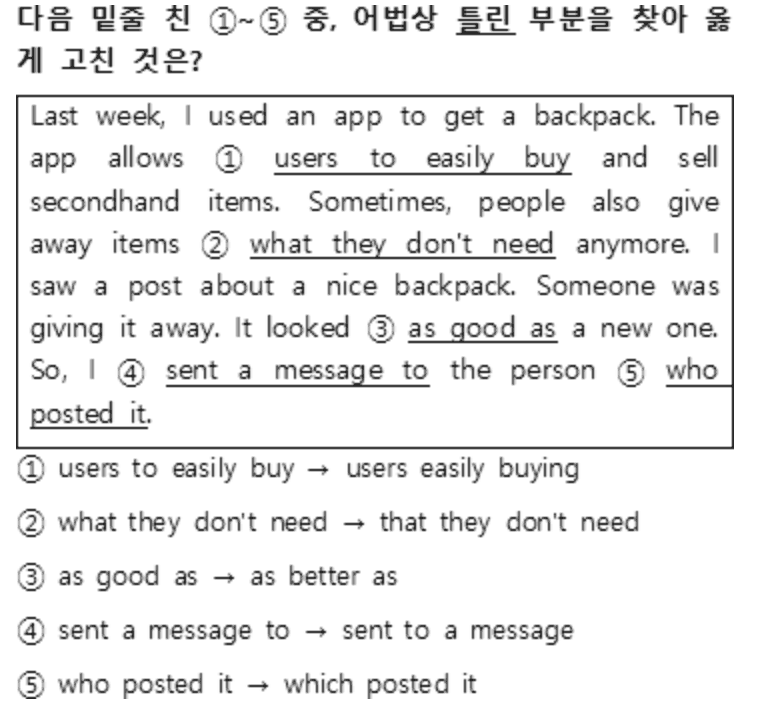 다음 밑줄 친 ①~⑤ 중, 어법상 틀린 부분을 찾아 옳
게 고친 것은?
Last week, I used an app to get a backpack. The
app allows ① users to easily buy and sell
secondhand items. Sometimes, people also give
away items ② what they don't need anymore. I
saw a post about a nice backpack. Someone was
giving it away. It looked ③ as good as a new one.
So, I ④ sent a message to the person ⑤ who
posted it.
① users to easily buy → users easily buying
② what they don't need → that they don't need
③ as good as → as better as
④ sent a message to → sent to a message
⑤ who posted it → which posted it